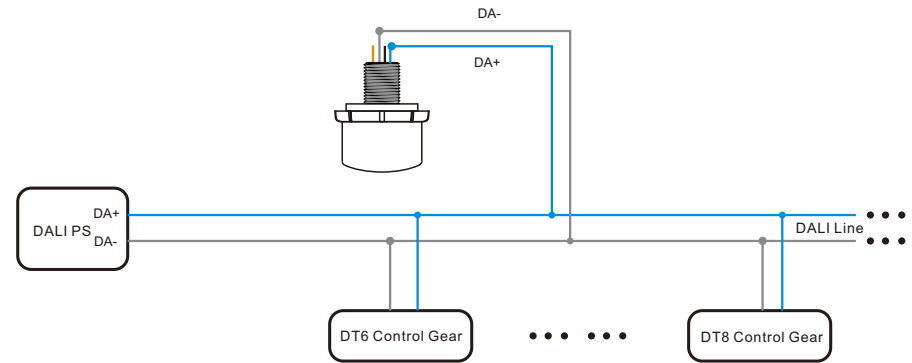 DA-
DA+
DA+
DALI PS
DA-
DALI Line
DT6 Control Gear
DT8 Control Gear